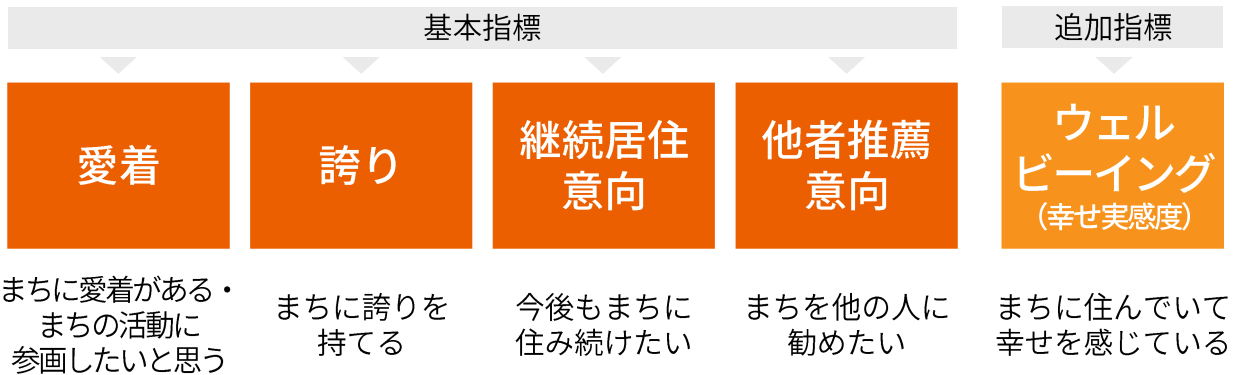 基本指標
追加指標
愛着
誇り
継続居住
意向
他者推薦
意向
ウェル
ビーイング
（幸せ実感度）
まちに愛着がある・
まちの活動に
参画したいと思う
まちに誇りを
持てる
今後もまちに
住み続けたい
まちを他の人に
勧めたい
まちに住んでいて
幸せを感じている